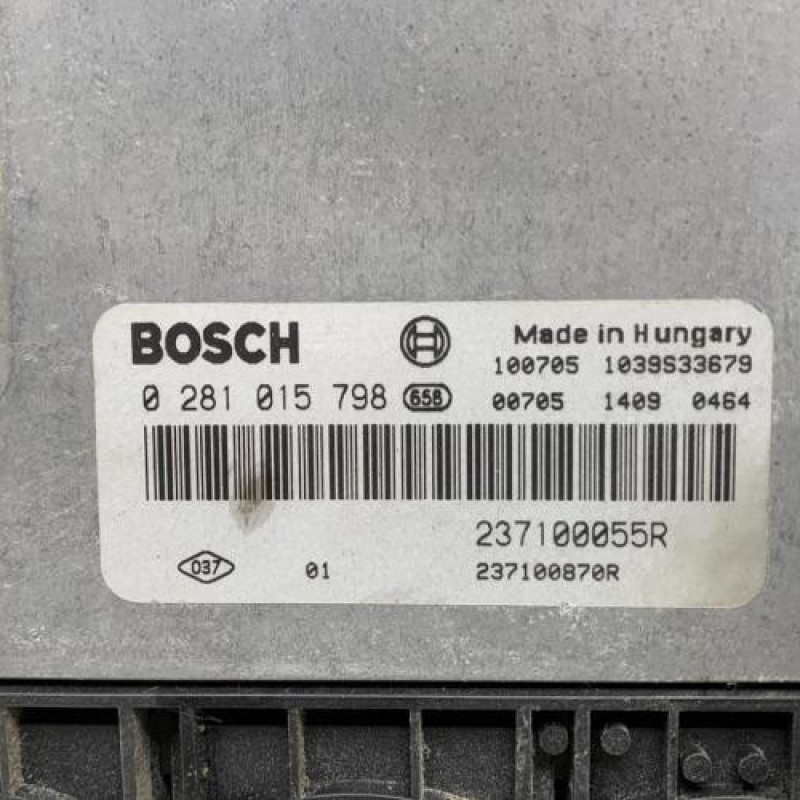 BOSCH
Made in Hungary
100705 1039S33679
0 281 015 798 658 00705 1409 0464
237100055R
037 01 237100870R